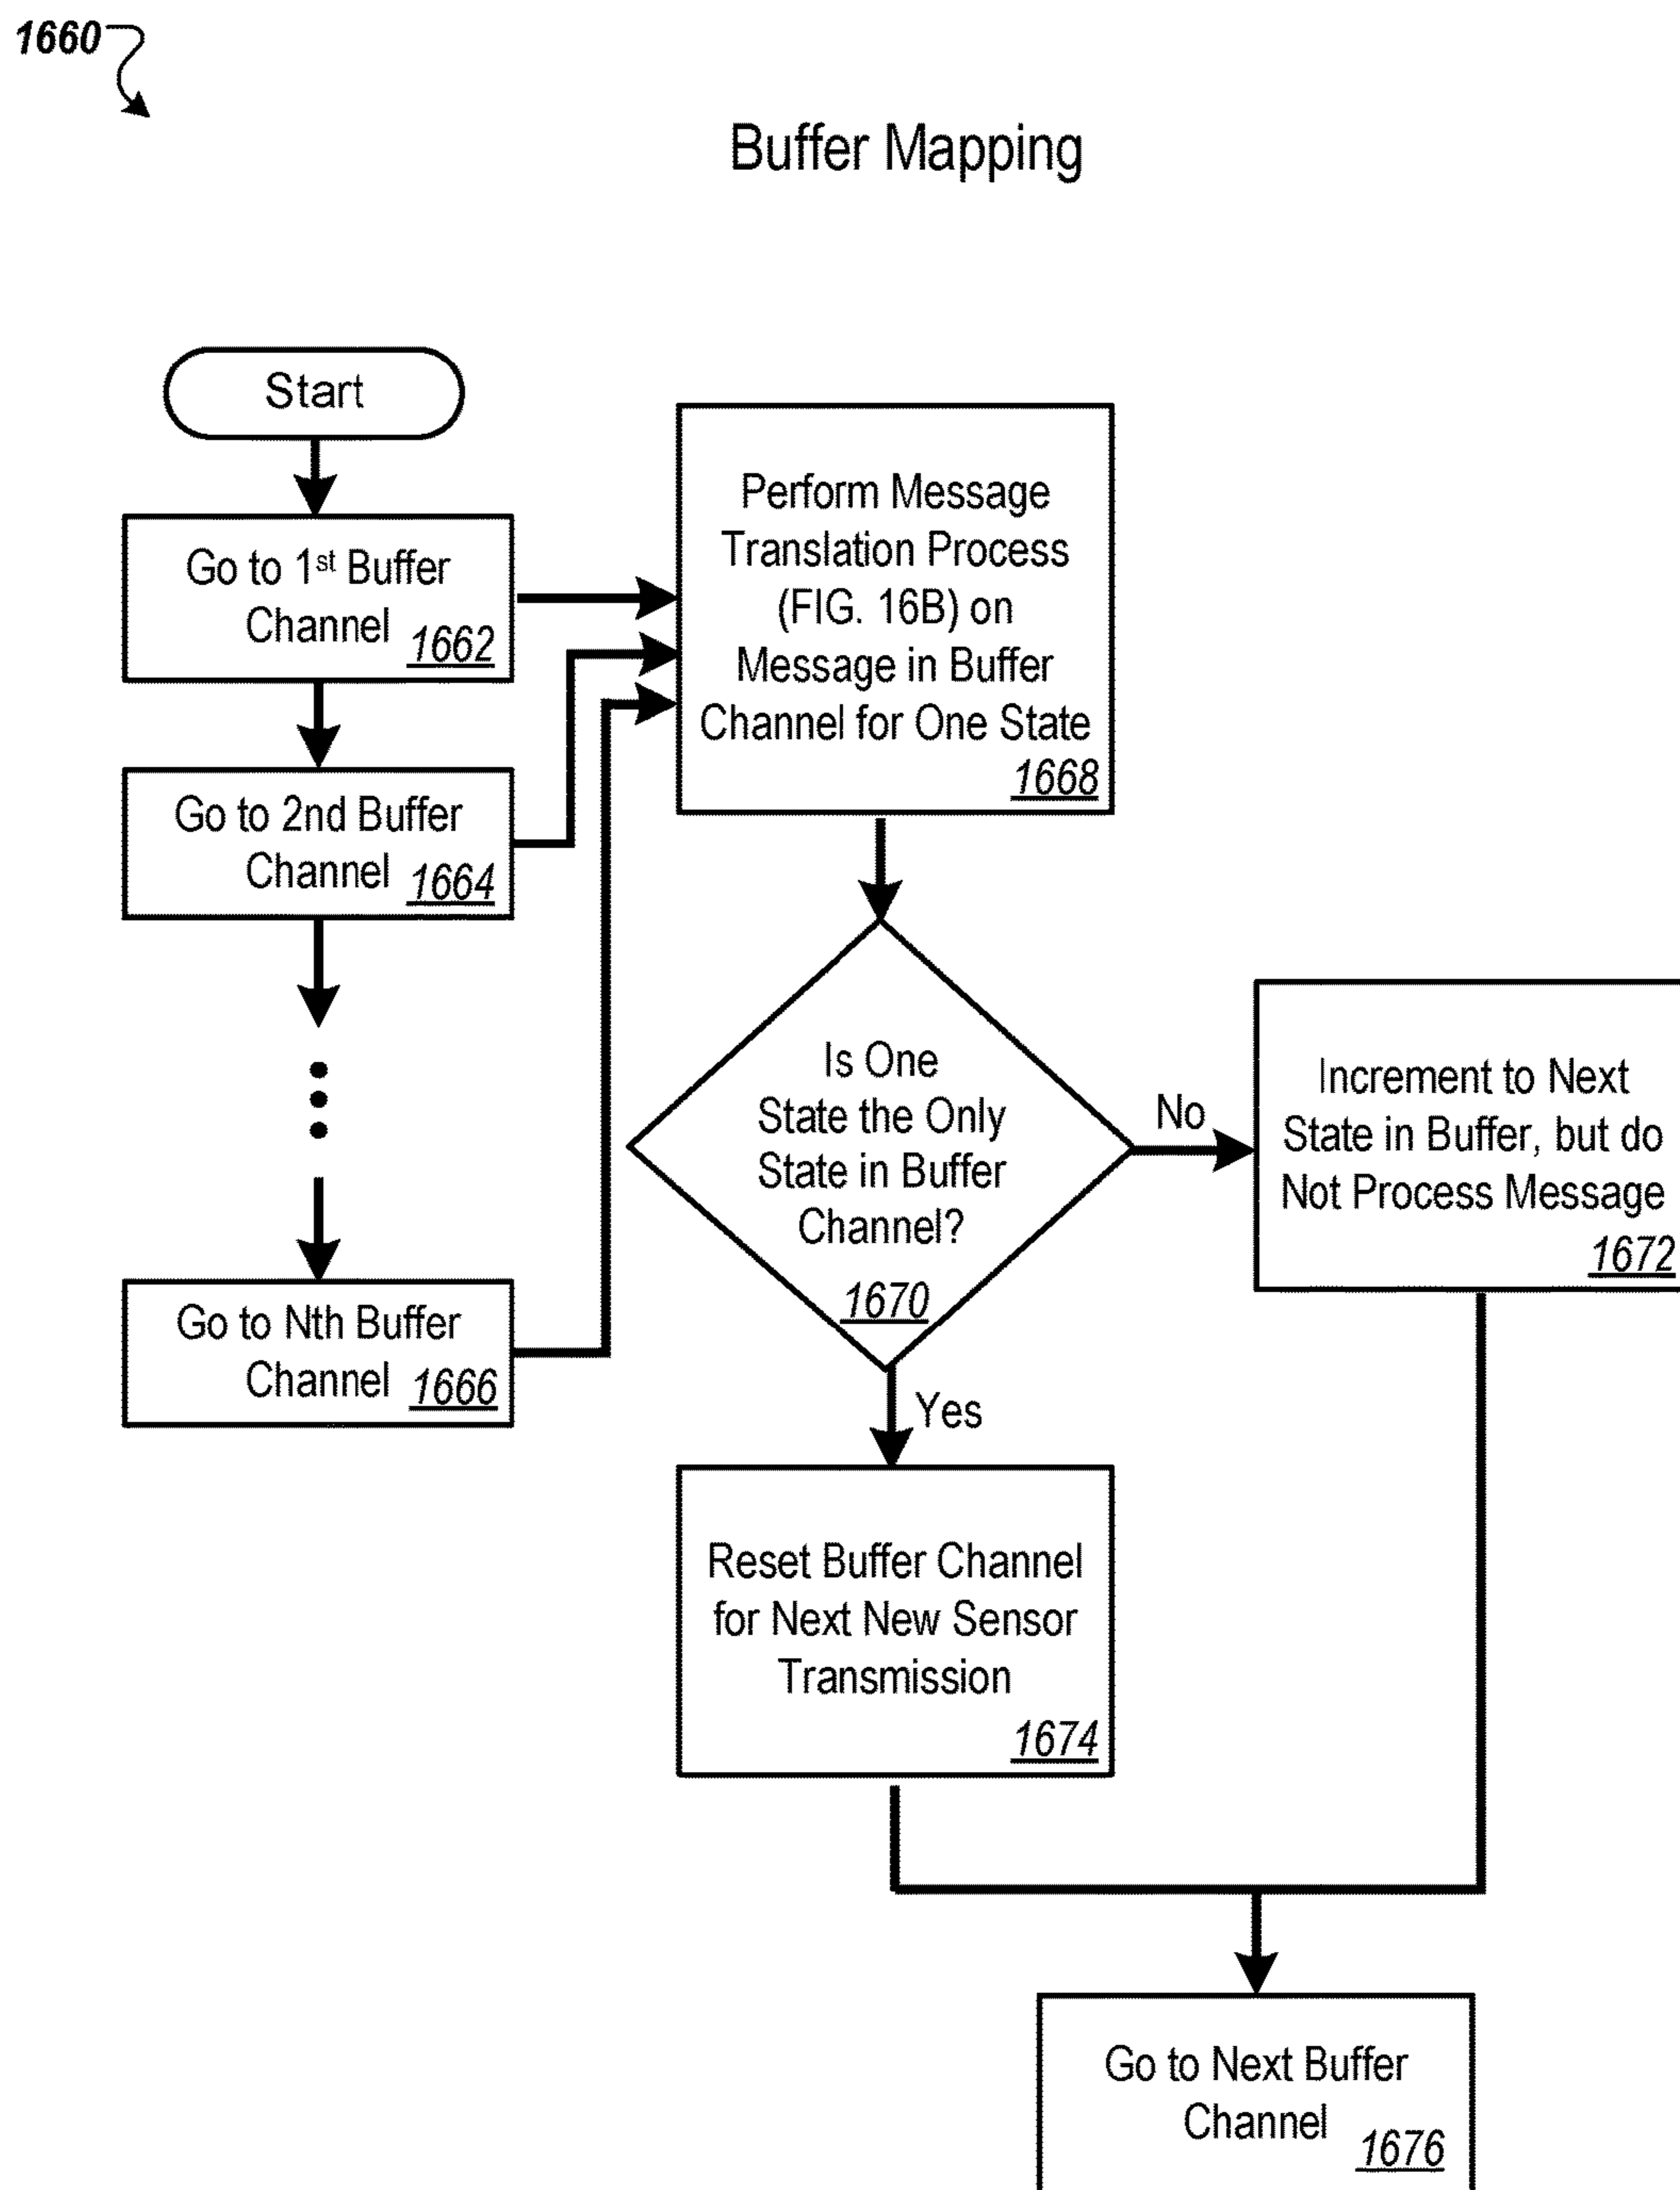 1660
Buffer Mapping
Start
Go to 1st Buffer
Channel 1662
Go to 2nd Buffer
Channel 1664
Go to Nth Buffer
Channel 1666
Perform Message
Translation Process
(FIG. 16B) on
Message in Buffer
Channel for One State
1668
Is One
State the Only
State in Buffer
Channel?
1670
No
Increment to Next
State in Buffer, but do
Not Process Message
1672
Yes
Reset Buffer Channel
for Next New Sensor
Transmission
1674
Go to Next Buffer
Channel 1676